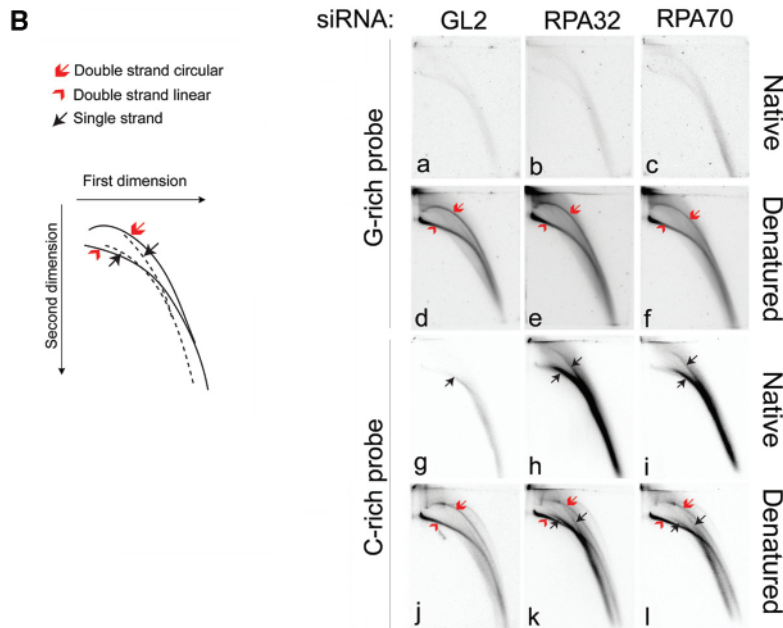 B
siRNA: GL2 RPA32 RPA70
Double strand circular
Double strand linear
Single strand
First dimension
Second dimension
G-rich probe
C-rich probe
Native
Denatured
Native
Denatured
a b c
d e f
g h i
j k l